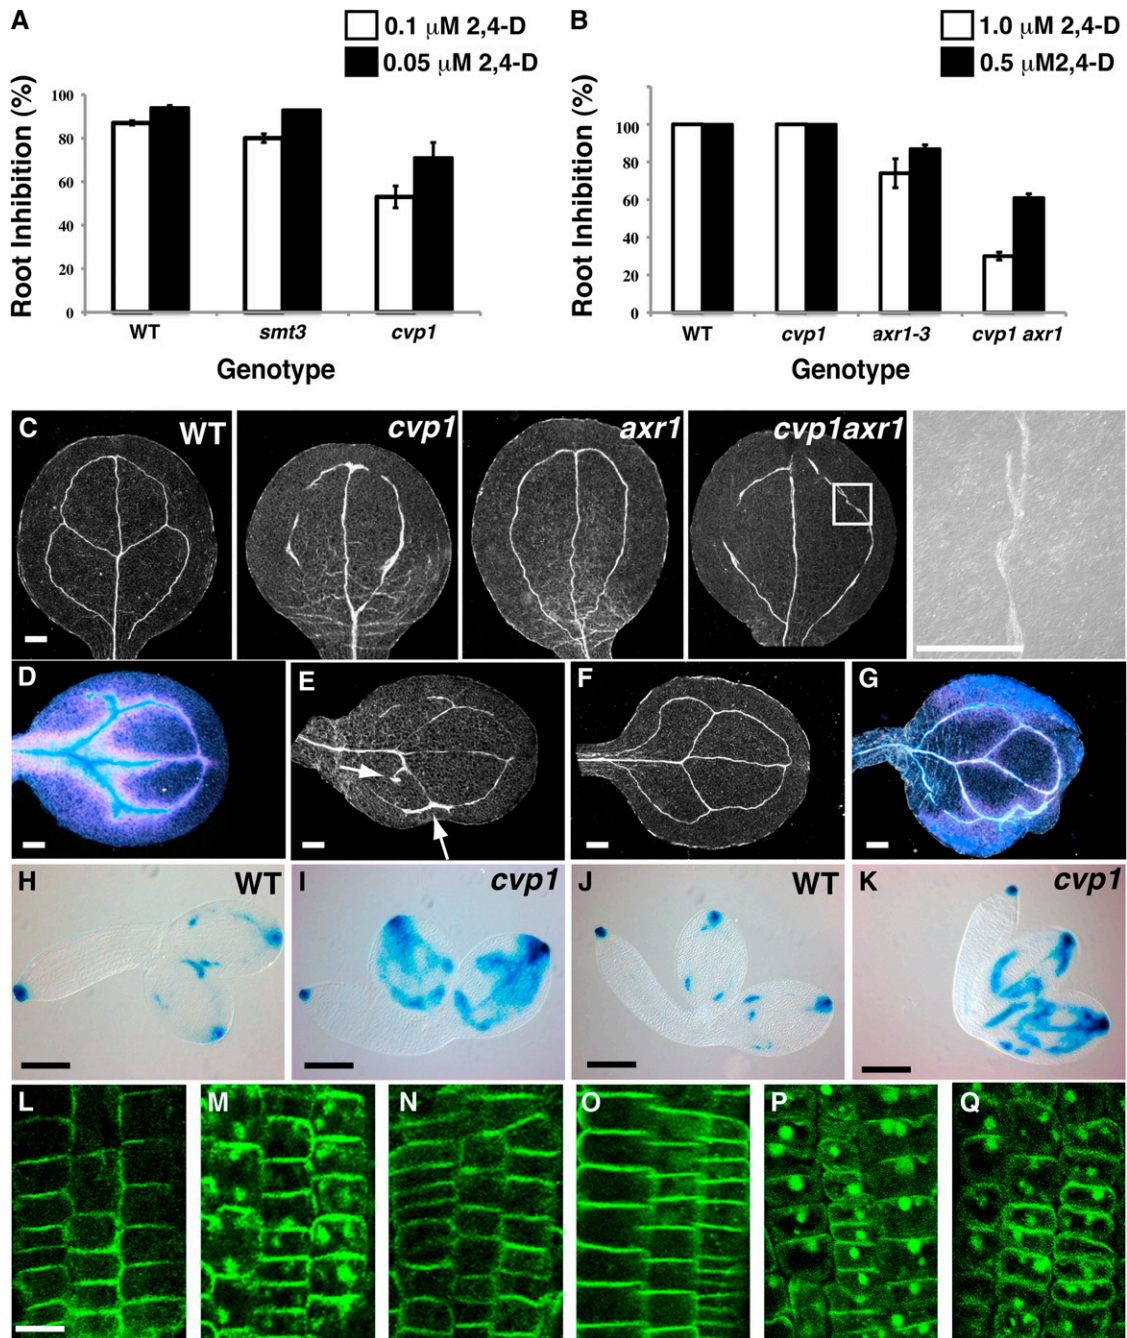 A
0.1 μM 2,4-D
0.05 μM 2,4-D
Root Inhibition (%)
100
80
60
40
20
0
WT
smt3
cvp1
Genotype
B
1.0 μM 2,4-D
0.5 μM2,4-D
Root Inhibition (%)
100
80
60
40
20
0
WT
cvp1
axr1-3
cvp1 axr1
Genotype
C
WT
cvp1
axr1
cvp1axr1
D
E
F
G
H
WT
I
cvp1
J
WT
K
cvp1
L
M
N
O
P
Q